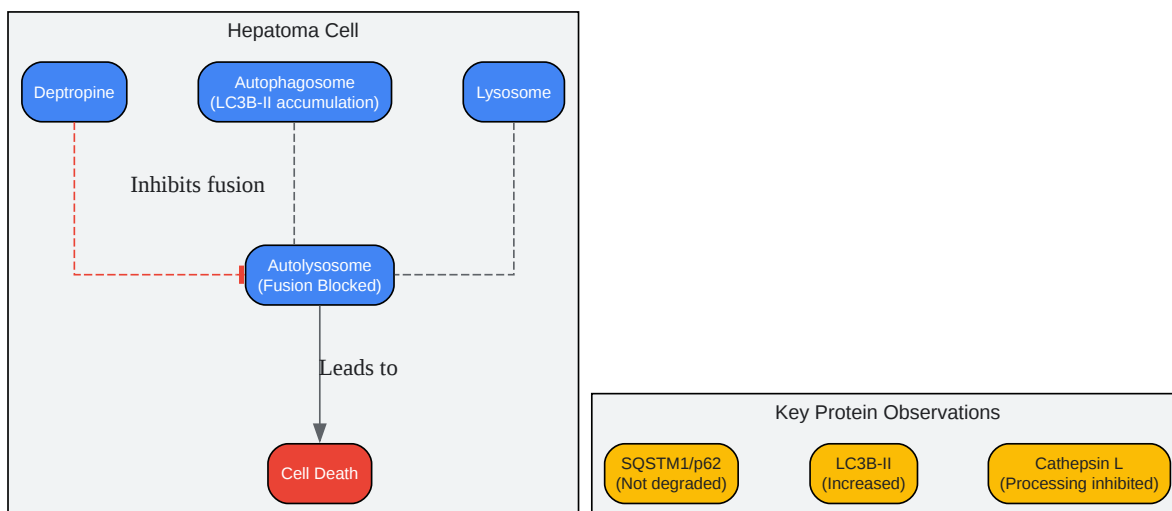 Hepatoma Cell
Deptropine
Autophagosome
(LC3B-II accumulation)
Lysosome
Inhibits fusion
Autolysosome
(Fusion Blocked)
Leads to
Cell Death
Key Protein Observations
SQSTM1/p62
(Not degraded)
LC3B-II
(Increased)
Cathepsin L
(Processing inhibited)